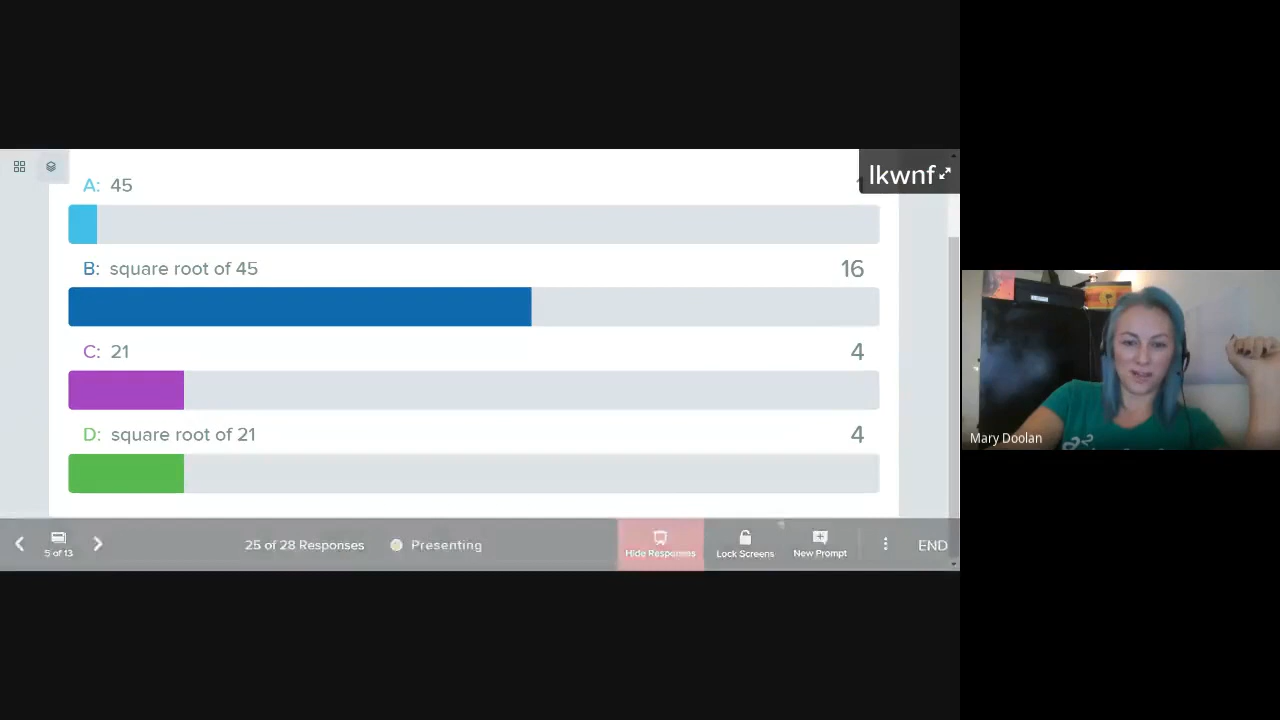 lkwnf
A: 45
B: square root of 45 16
C: 21 4
D: square root of 21 4
5 of 13
25 of 28 Responses
Presenting
Hide Responses
Lock Screens
New Prompt
END
Mary Doolan